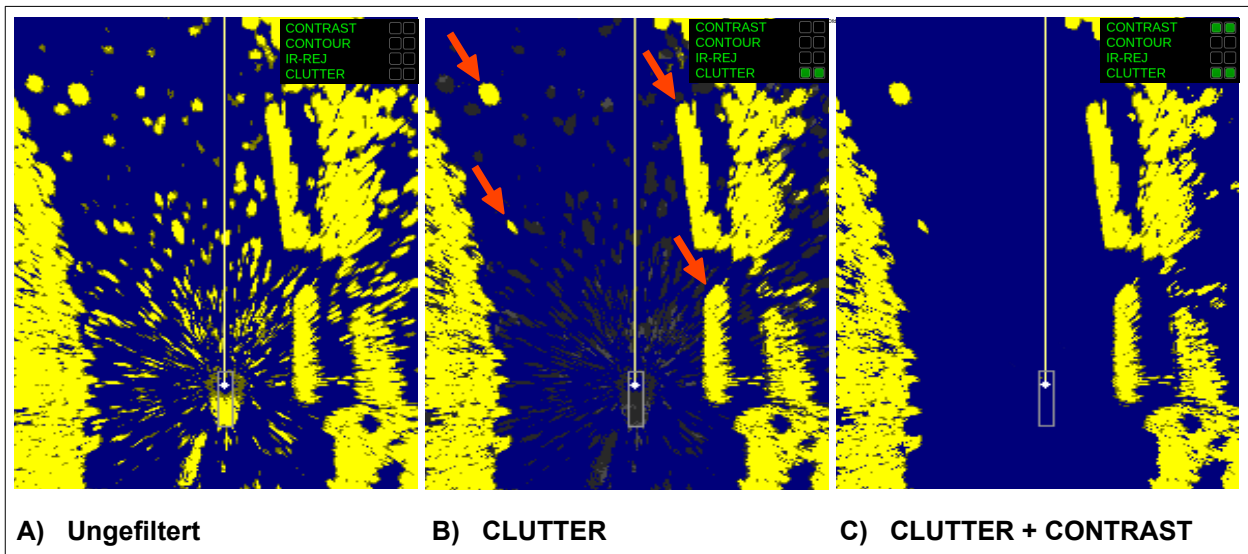 CONTRAST
CONTOUR
IR-REJ
CLUTTER
CONTRAST
CONTOUR
IR-REJ
CLUTTER
CONTRAST
CONTOUR
IR-REJ
CLUTTER
A) Ungefiltert
B) CLUTTER
C) CLUTTER + CONTRAST